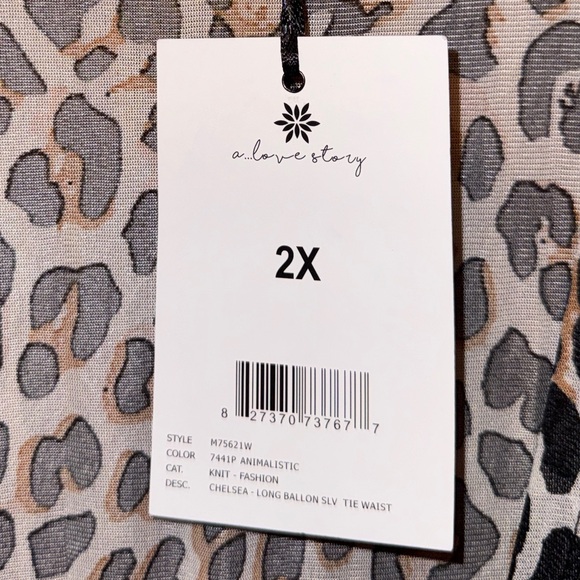 a...love story
2X
8 27370 73767 7
STYLE M75621W
COLOR 7441P ANIMALISTIC
CAT. KNIT - FASHION
DESC. CHELSEA - LONG BALLON SLV TIE WAIST